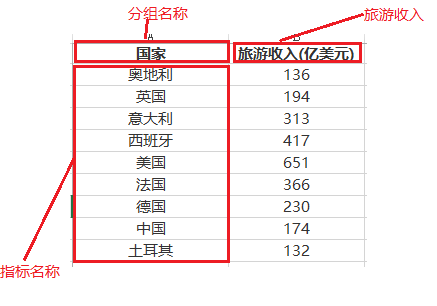 分组名称
旅游收入
A
B
国家 旅游收入(亿美元)
奥地利 136
英国 194
意大利 313
西班牙 417
美国 651
法国 366
德国 230
中国 174
土耳其 132
指标名称